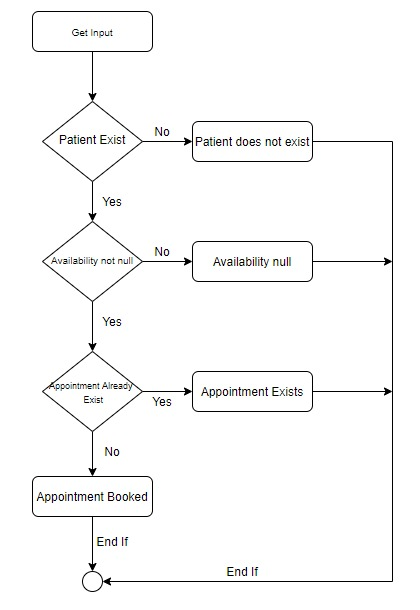 Get Input
Patient Exist
No
Patient does not exist
Yes
Availability not null
No
Availability null
Yes
Appointment Already
Exist
Yes
Appointment Exists
No
Appointment Booked
End If
End If